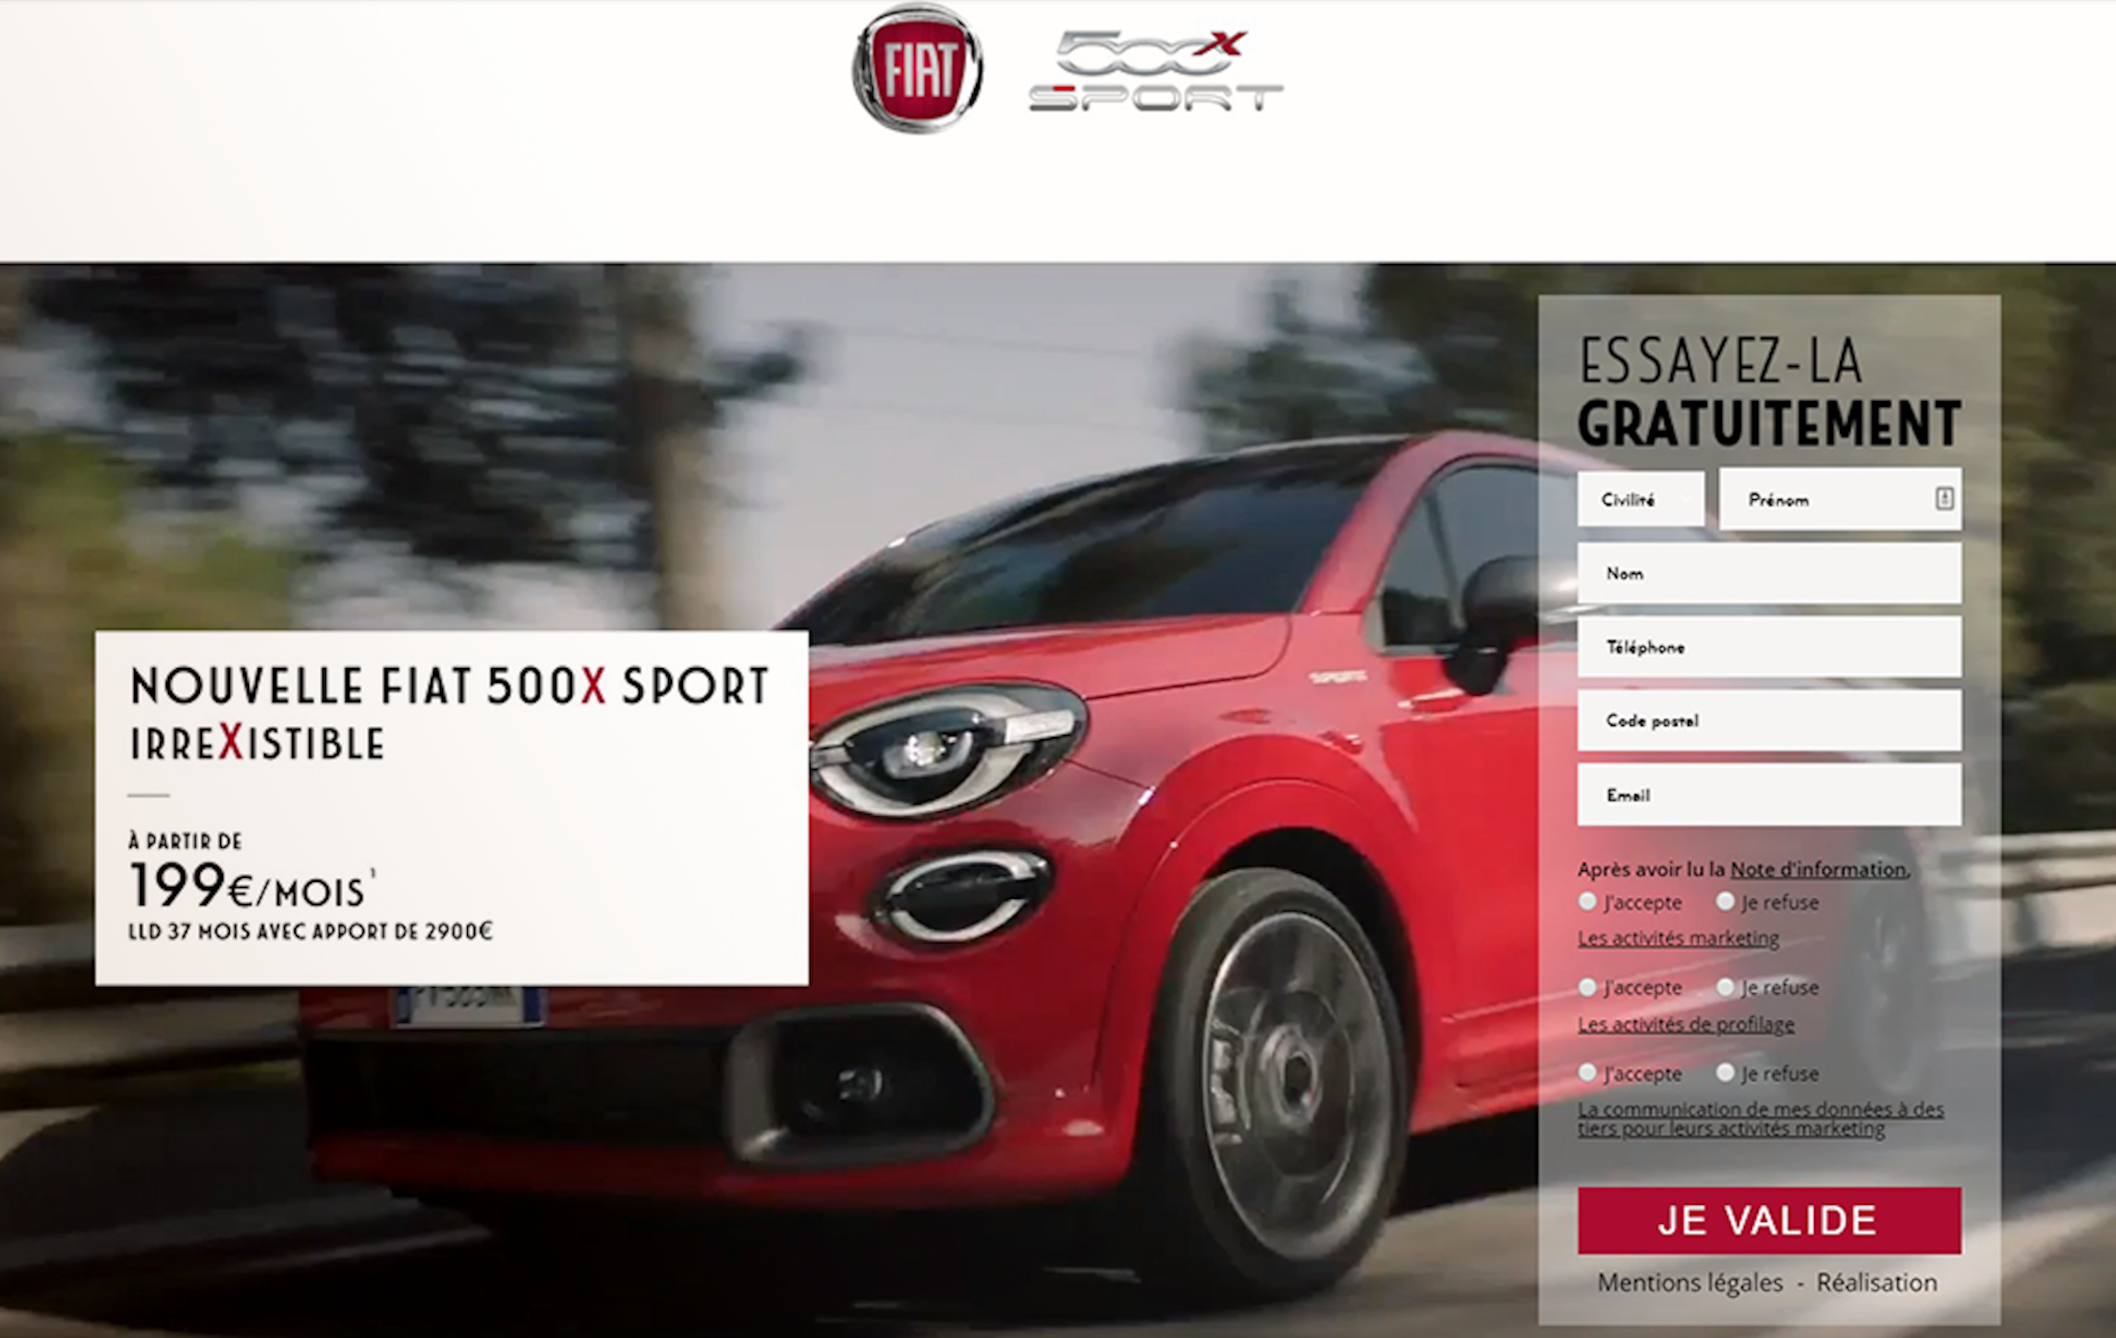 FIAT
500X
SPORT
ESSAYEZ-LA
GRATUITEMENT
Civilité
Prénom
Nom
Téléphone
Code postal
Email
Après avoir lu la Note d'information,
J'accepte Je refuse
Les activités marketing
J'accepte Je refuse
Les activités de profilage
J'accepte Je refuse
La communication de mes données à des
tiers pour leurs activités marketing
JE VALIDE
Mentions légales - Réalisation
NOUVELLE FIAT 500X SPORT
IRREXISTIBLE
À PARTIR DE
199€/MOIS¹
LLD 37 MOIS AVEC APPORT DE 2900€
SPORT